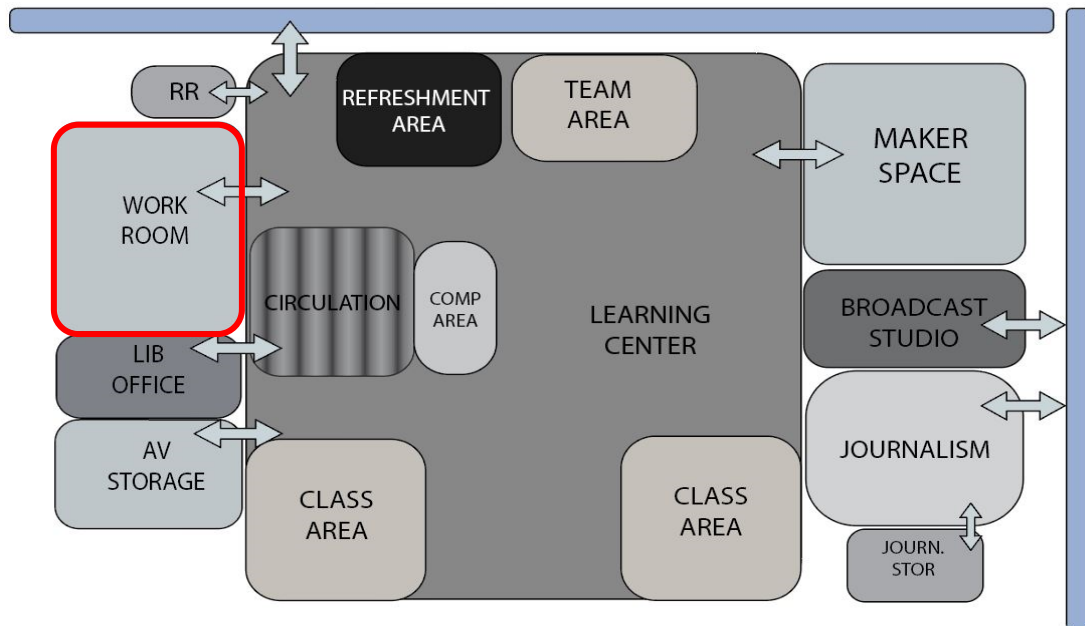 RR
REFRESHMENT
AREA
TEAM
AREA
MAKER
SPACE
WORK
ROOM
CIRCULATION
COMP
AREA
LEARNING
CENTER
BROADCAST
STUDIO
LIB
OFFICE
AV
STORAGE
JOURNALISM
CLASS
AREA
CLASS
AREA
JOURN.
STOR